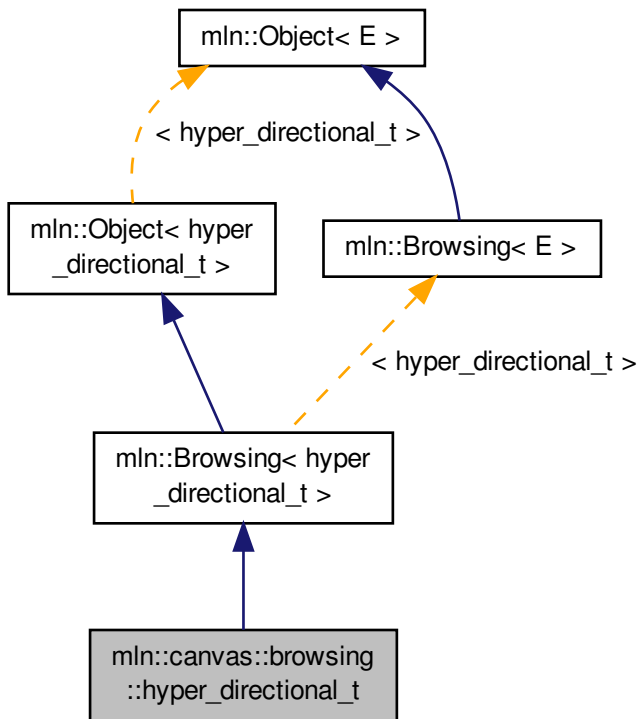 mln::Object< E >
< hyper_directional_t >
mln::Object< hyper
_directional_t >
mln::Browsing< E >
< hyper_directional_t >
mln::Browsing< hyper
_directional_t >
mln::canvas::browsing
::hyper_directional_t